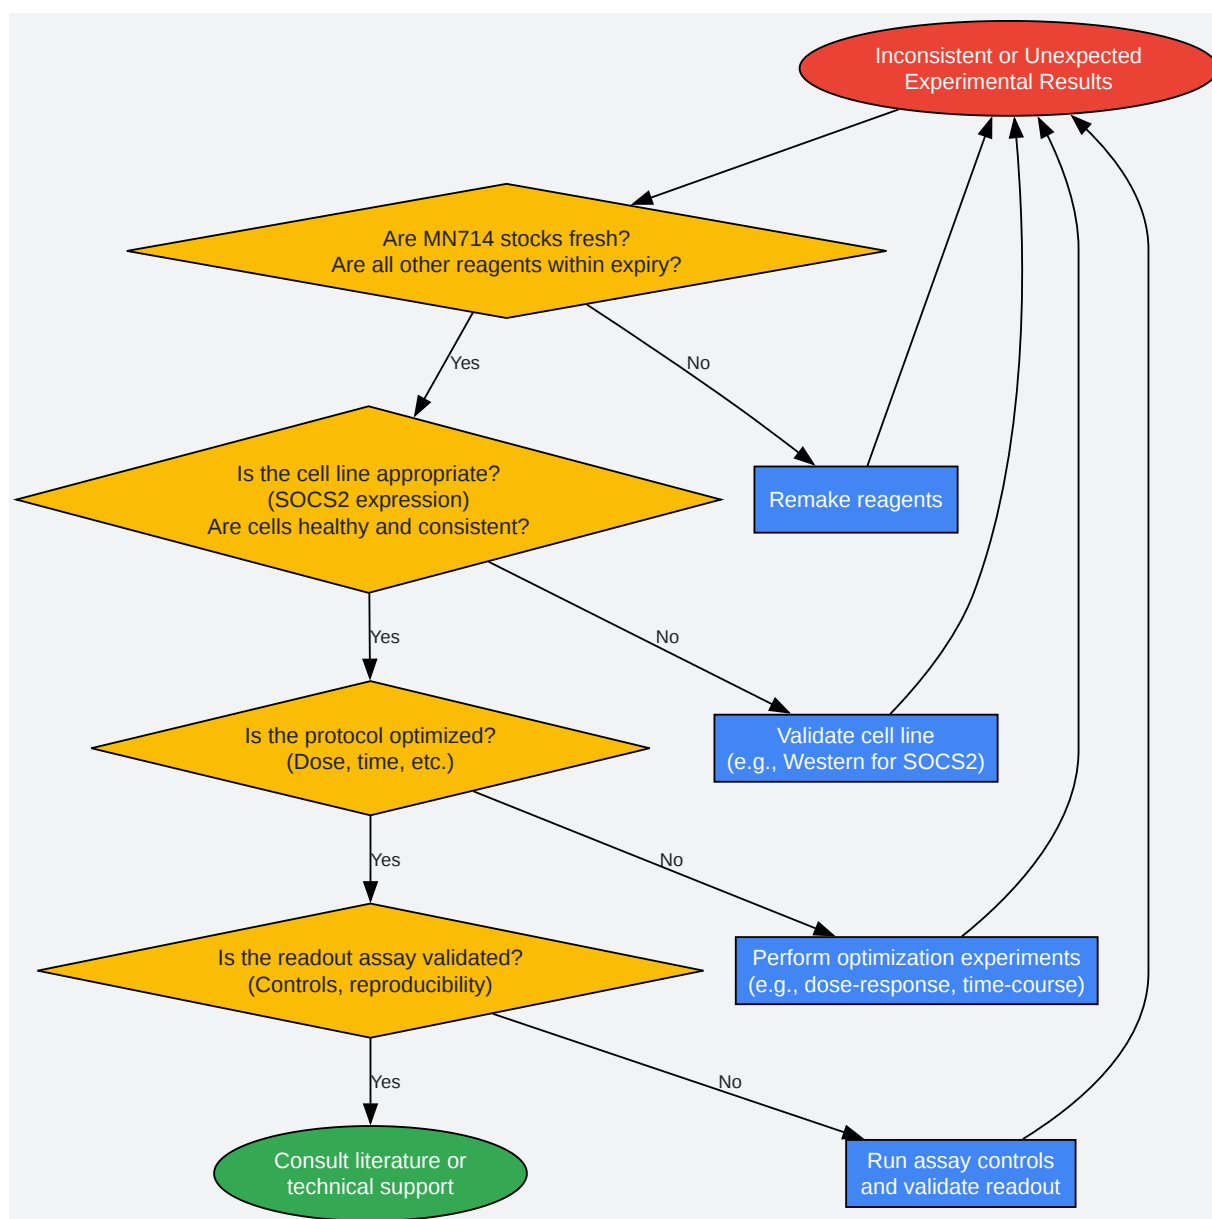 Inconsistent or Unexpected
Experimental Results
Are MN714 stocks fresh?
Are all other reagents within expiry?
Yes
No
Is the cell line appropriate?
(SOCS2 expression)
Are cells healthy and consistent?
Remake reagents
Yes
No
Is the protocol optimized?
(Dose, time, etc.)
Validate cell line
(e.g., Western for SOCS2)
Yes
No
Is the readout assay validated?
(Controls, reproducibility)
Perform optimization experiments
(e.g., dose-response, time-course)
Yes
No
Consult literature or
technical support
Run assay controls
and validate readout